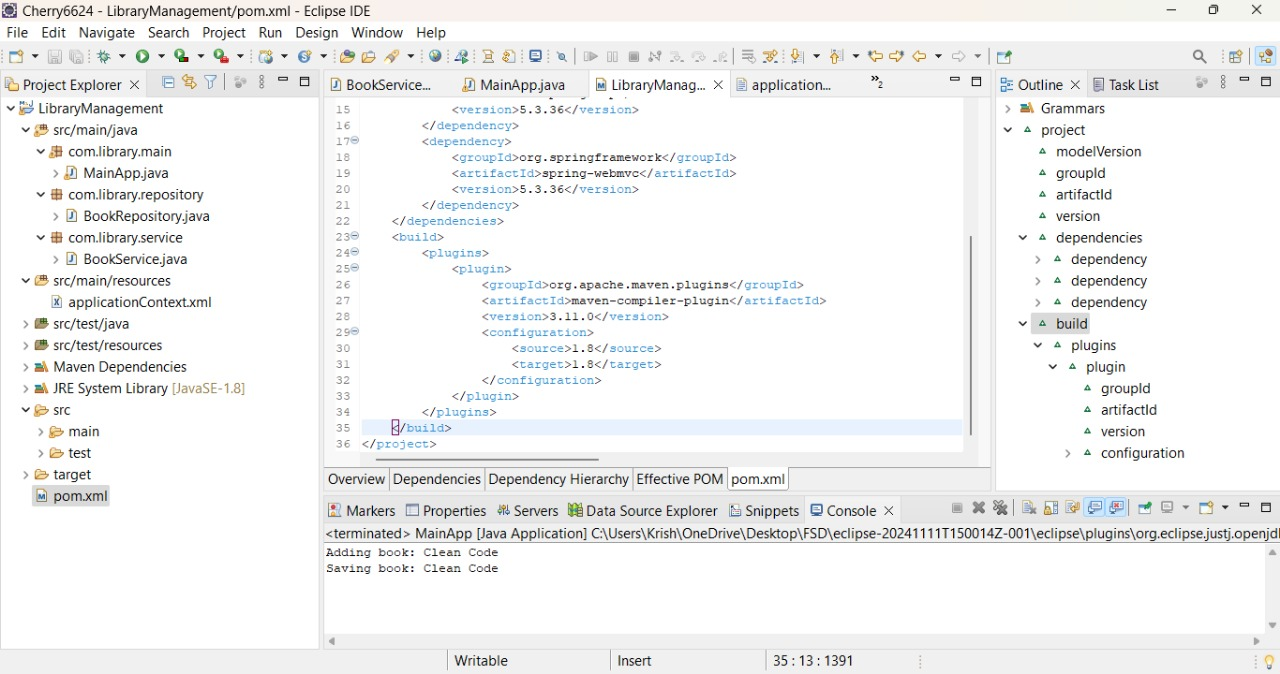 Cherry6624 - LibraryManagement/pom.xml - Eclipse IDE
File Edit Navigate Search Project Run Design Window Help
Project Explorer
LibraryManagement
src/main/java
com.library.main
MainApp.java
com.library.repository
BookRepository.java
com.library.service
BookService.java
src/main/resources
applicationContext.xml
src/test/java
src/test/resources
Maven Dependencies
JRE System Library [JavaSE-1.8]
src
main
test
target
pom.xml
BookService... MainApp.java LibraryManag... application... »2
15 <version>5.3.36</version>
16 </dependency>
17 <dependency>
18 <groupId>org.springframework</groupId>
19 <artifactId>spring-webmvc</artifactId>
20 <version>5.3.36</version>
21 </dependency>
22 </dependencies>
23 <build>
24 <plugins>
25 <plugin>
26 <groupId>org.apache.maven.plugins</groupId>
27 <artifactId>maven-compiler-plugin</artifactId>
28 <version>3.11.0</version>
29 <configuration>
30 <source>1.8</source>
31 <target>1.8</target>
32 </configuration>
33 </plugin>
34 </plugins>
35 </build>
36 </project>
Overview Dependencies Dependency Hierarchy Effective POM pom.xml
Outline Task List
Grammars
project
modelVersion
groupId
artifactId
version
dependencies
dependency
dependency
dependency
build
plugins
plugin
groupId
artifactId
version
configuration
Markers Properties Servers Data Source Explorer Snippets Console
<terminated> MainApp [Java Application] C:\Users\Krish\OneDrive\Desktop\FSD\eclipse-20241111T150014Z-001\eclipse\plugins\org.eclipse.justj.openjd
Adding book: Clean Code
Saving book: Clean Code
Writable Insert 35 : 13 : 1391